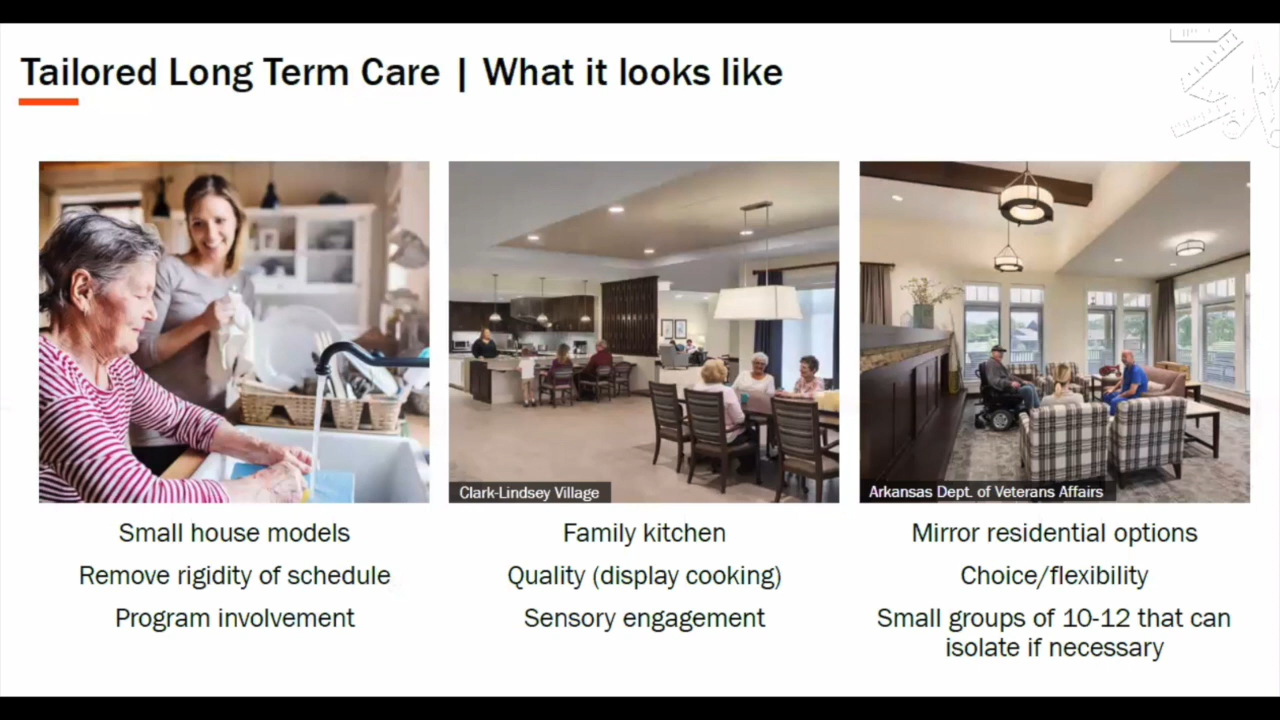 Tailored Long Term Care | What it looks like
Clark-Lindsey Village
Arkansas Dept. of Veterans Affairs
Small house models
Remove rigidity of schedule
Program involvement
Family kitchen
Quality (display cooking)
Sensory engagement
Mirror residential options
Choice/flexibility
Small groups of 10-12 that can
isolate if necessary